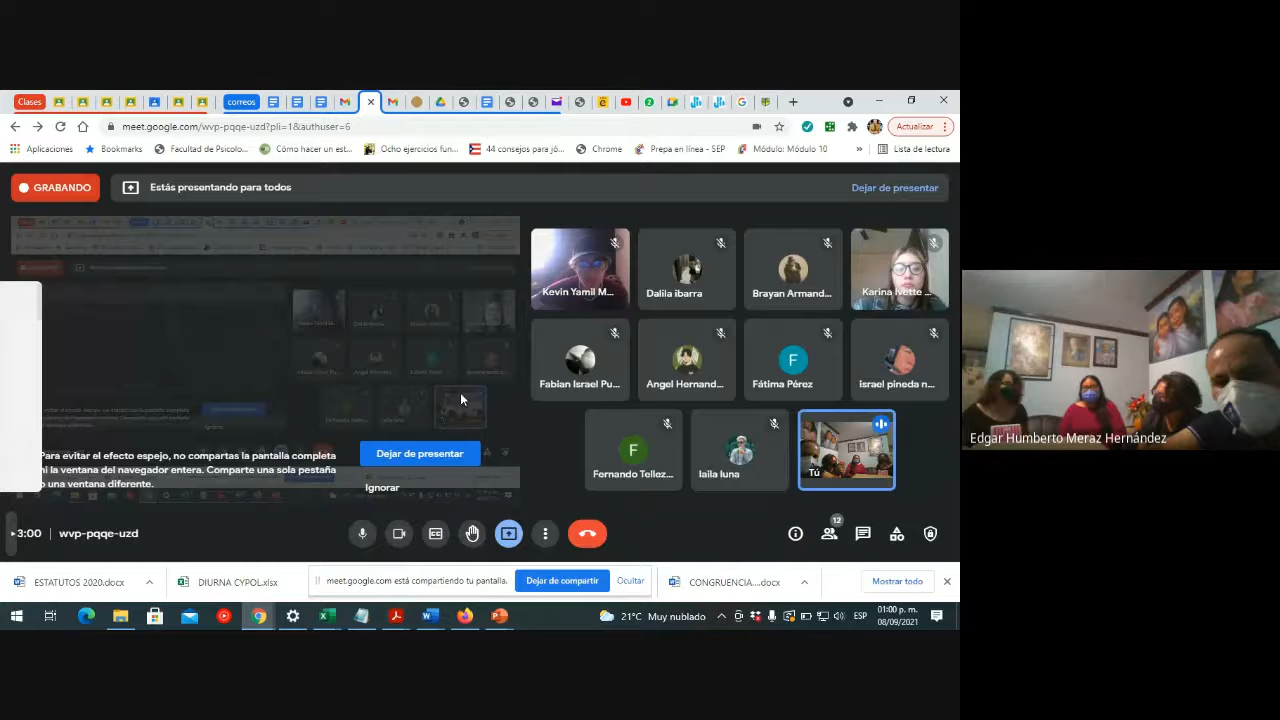 Clases
correos
meet.google.com/wvp-pqqe-uzd?pli=1&authuser=6
Actualizar
Aplicaciones
Bookmarks
Facultad de Psicolo...
Cómo hacer un est...
Ocho ejercicios fun...
44 consejos para jó...
Chrome
Prepa en línea - SEP
Módulo: Módulo 10
»
Lista de lectura
GRABANDO
Estás presentando para todos
Dejar de presentar
Kevin Yamil M...
Dalila ibarra
Brayan Armand...
Karina Ivette ...
Fabian Israel Pu...
Angel Hernand...
F
Fátima Pérez
israel pineda n...
F
Fernando Tellez...
laila luna
Tú
Para evitar el efecto espejo, no compartas la pantalla completa
ni la ventana del navegador entera. Comparte una sola pestaña
o una ventana diferente.
Dejar de presentar
Ignorar
Edgar Humberto Meraz Hernández
3:00 | wvp-pqqe-uzd
12
ESTATUTOS 2020.docx
DIURNA CYPOL.xlsx
meet.google.com está compartiendo tu pantalla.
Dejar de compartir
Ocultar
CONGRUENCIA....docx
Mostrar todo
21°C Muy nublado
ESP
01:00 p. m.
08/09/2021